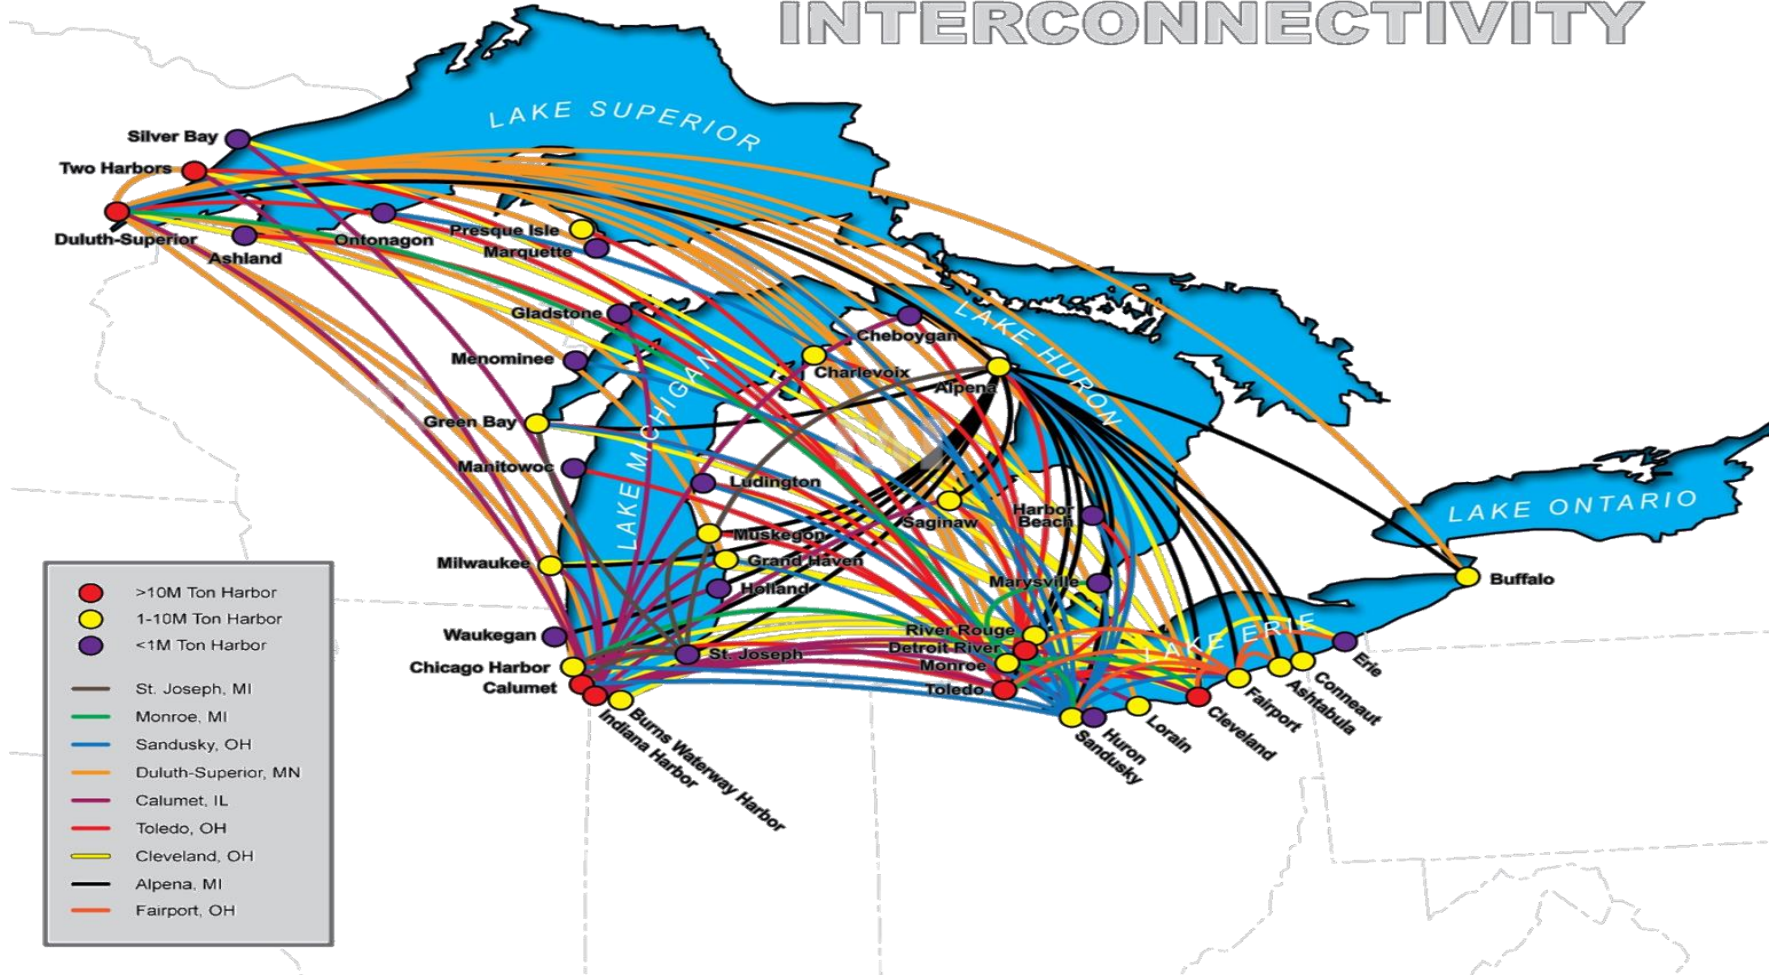 INTERCONNECTIVITY
LAKE SUPERIOR
Silver Bay
Two Harbors
Duluth-Superior
Ashland
Ontonagon
Presque Isle
Marquette
Gladstone
Menominee
Green Bay
Manitowoc
Milwaukee
Waukegan
Chicago Harbor
Calumet
Indiana Harbor
Burns Waterway Harbor
St. Joseph
Holland
Grand Haven
Muskegon
Ludington
LAKE MICHIGAN
Charlevoix
Cheboygan
Alpena
LAKE HURON
Saginaw
Harbor
Beach
Marysville
River Rouge
Detroit River
Monroe
Toledo
Sandusky
Huron
Lorain
Cleveland
Fairport
Ashtabula
Conneaut
Erie
LAKE ERIE
Buffalo
LAKE ONTARIO
>10M Ton Harbor
1-10M Ton Harbor
<1M Ton Harbor
St. Joseph, MI
Monroe, MI
Sandusky, OH
Duluth-Superior, MN
Calumet, IL
Toledo, OH
Cleveland, OH
Alpena, MI
Fairport, OH